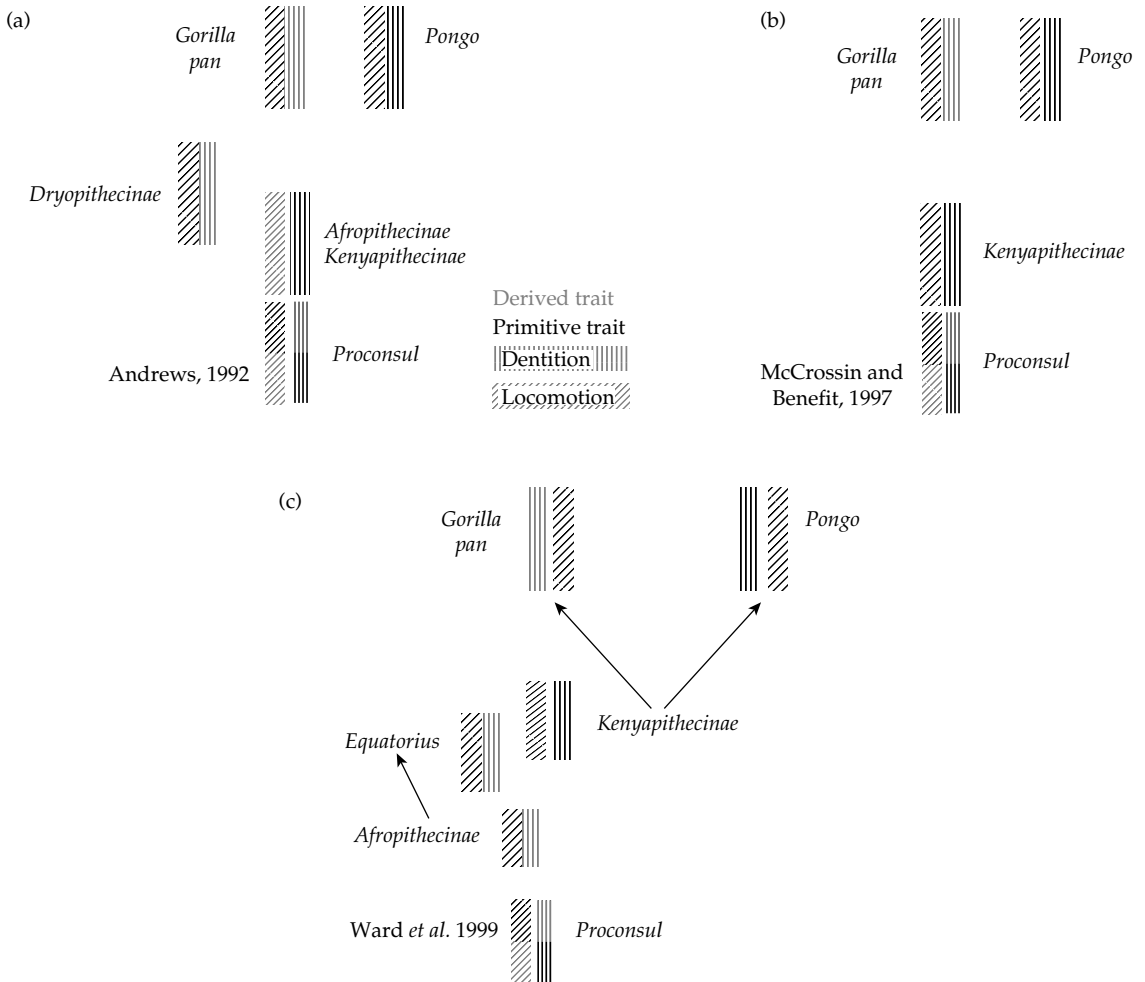 (a)
Gorilla
pan
Pongo
Dryopithecinae
Afropithecinae
Kenyapithecinae
Derived trait
Primitive trait
Dentition
Locomotion
Proconsul
Andrews, 1992
(b)
Gorilla
pan
Pongo
Kenyapithecinae
Proconsul
McCrossin and
Benefit, 1997
(c)
Gorilla
pan
Pongo
Kenyapithecinae
Equatorius
Afropithecinae
Ward et al. 1999
Proconsul